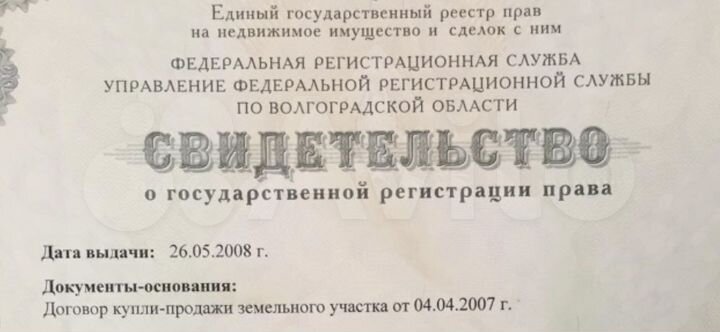 Единый государственный реестр прав
на недвижимое имущество и сделок с ним
ФЕДЕРАЛЬНАЯ РЕГИСТРАЦИОННАЯ СЛУЖБА
УПРАВЛЕНИЕ ФЕДЕРАЛЬНОЙ РЕГИСТРАЦИОННОЙ СЛУЖБЫ
ПО ВОЛГОГРАДСКОЙ ОБЛАСТИ
СВИДЕТЕЛЬСТВО
о государственной регистрации права
Avito
Дата выдачи: 26.05.2008 г.
Документы-основания:
Договор купли-продажи земельного участка от 04.04.2007 г.